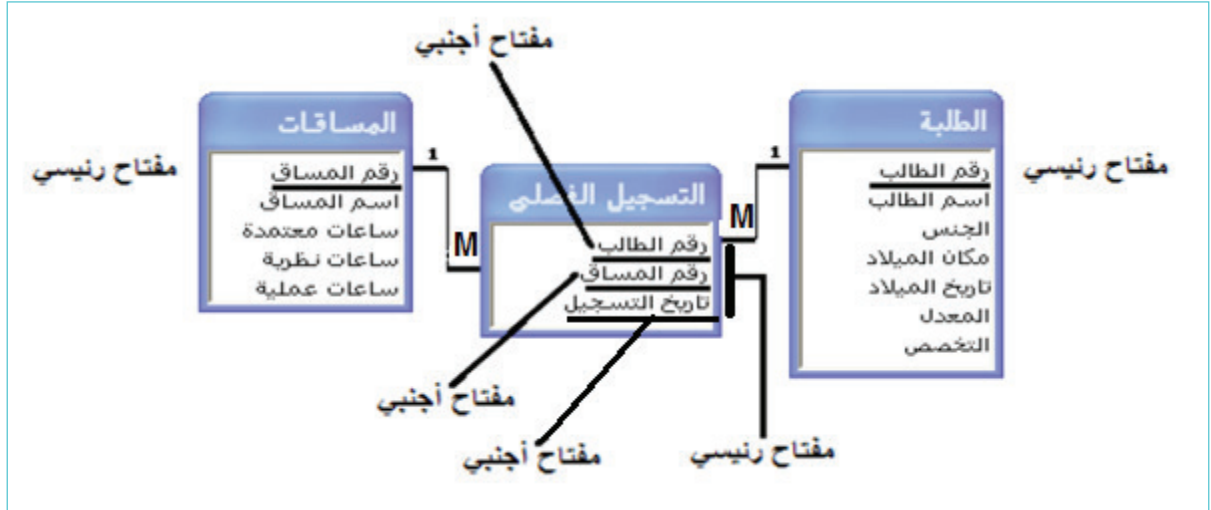 مفتاح أجنبي
الطلبة
رقم الطالب
اسم الطالب
الجنس
مكان الميلاد
تاريخ الميلاد
المعدل
التخصص
مفتاح رئيسي
1
M
التسجيل الفصلي
رقم الطالب
رقم المساق
تاريخ التسجيل
المساقات
رقم المساق
اسم المساق
ساعات معتمدة
ساعات نظرية
ساعات عملية
مفتاح رئيسي
1
M
مفتاح أجنبي
مفتاح أجنبي
مفتاح رئيسي